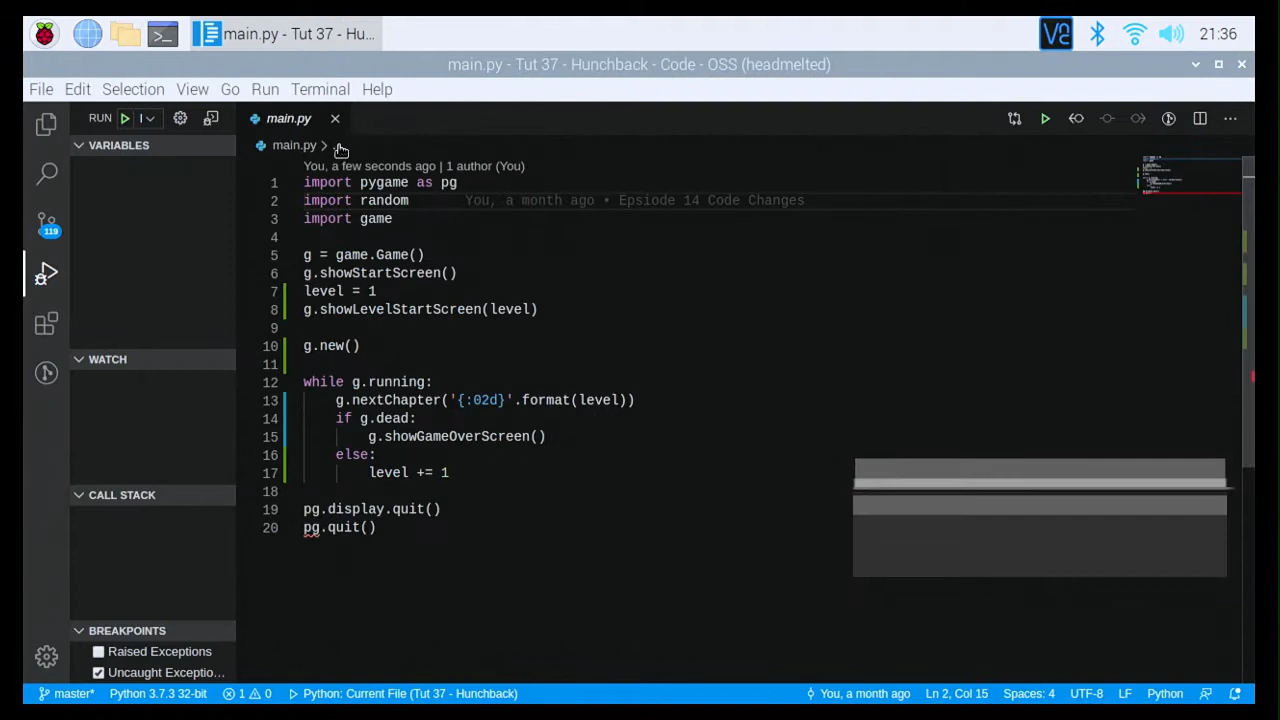 main.py - Tut 37 - Hu...
21:36
main.py - Tut 37 - Hunchback - Code - OSS (headmelted)
File Edit Selection View Go Run Terminal Help
RUN
main.py
VARIABLES
main.py
You, a few seconds ago | 1 author (You)
1 import pygame as pg
2 import random You, a month ago • Epsiode 14 Code Changes
3 import game
4
5 g = game.Game()
6 g.showStartScreen()
7 level = 1
8 g.showLevelStartScreen(level)
9
10 g.new()
11
12 while g.running:
13 g.nextChapter('{:02d}'.format(level))
14 if g.dead:
15 g.showGameOverScreen()
16 else:
17 level += 1
18
19 pg.display.quit()
20 pg.quit()
119
WATCH
CALL STACK
BREAKPOINTS
Raised Exceptions
Uncaught Exceptio...
master* Python 3.7.3 32-bit 1 0 Python: Current File (Tut 37 - Hunchback) You, a month ago Ln 2, Col 15 Spaces: 4 UTF-8 LF Python